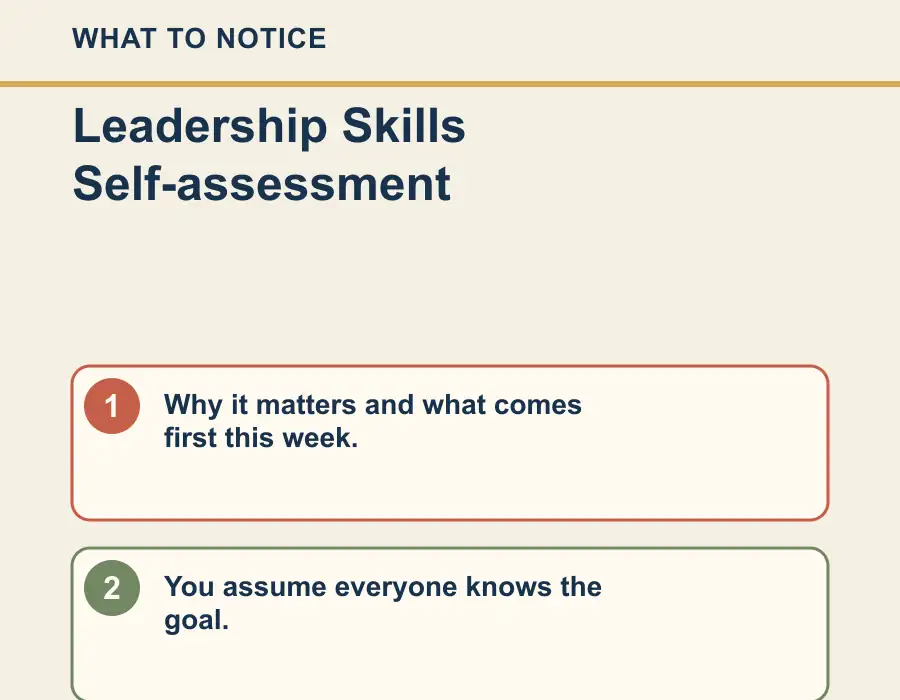 WHAT TO NOTICE
Leadership Skills
Self-assessment
1
Why it matters and what comes
first this week.
2
You assume everyone knows the
goal.